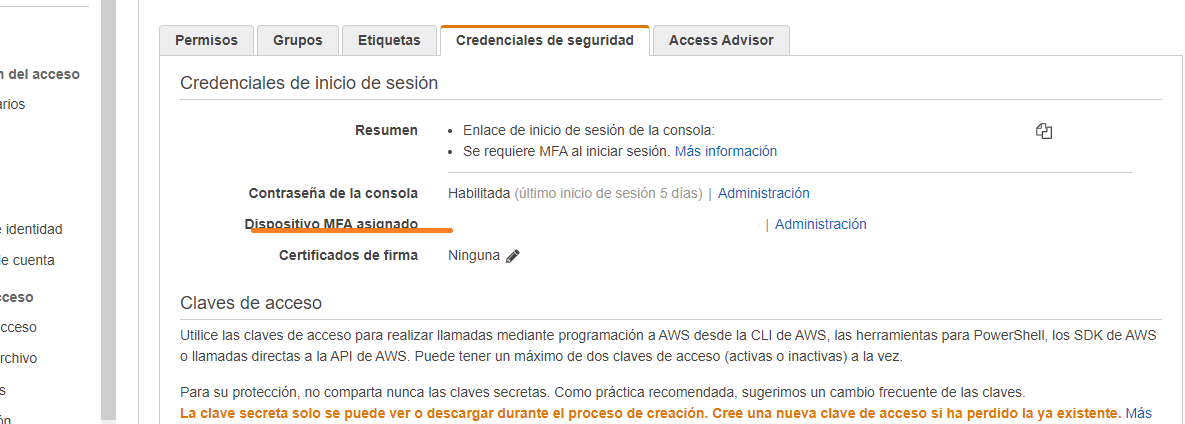 Permisos Grupos Etiquetas Credenciales de seguridad Access Advisor
del acceso
Credenciales de inicio de sesión
Resumen
Enlace de inicio de sesión de la consola:
Se requiere MFA al iniciar sesión. Más información
Contraseña de la consola Habilitada (último inicio de sesión 5 días) | Administración
identidad
Dispositivo MFA asignado | Administración
de cuenta
Certificados de firma Ninguna
Claves de acceso
Utilice las claves de acceso para realizar llamadas mediante programación a AWS desde la CLI de AWS, las herramientas para PowerShell, los SDK de AWS
o llamadas directas a la API de AWS. Puede tener un máximo de dos claves de acceso (activas o inactivas) a la vez.
Para su protección, no comparta nunca las claves secretas. Como práctica recomendada, sugerimos un cambio frecuente de las claves.
La clave secreta solo se puede ver o descargar durante el proceso de creación. Cree una nueva clave de acceso si ha perdido la ya existente. Más